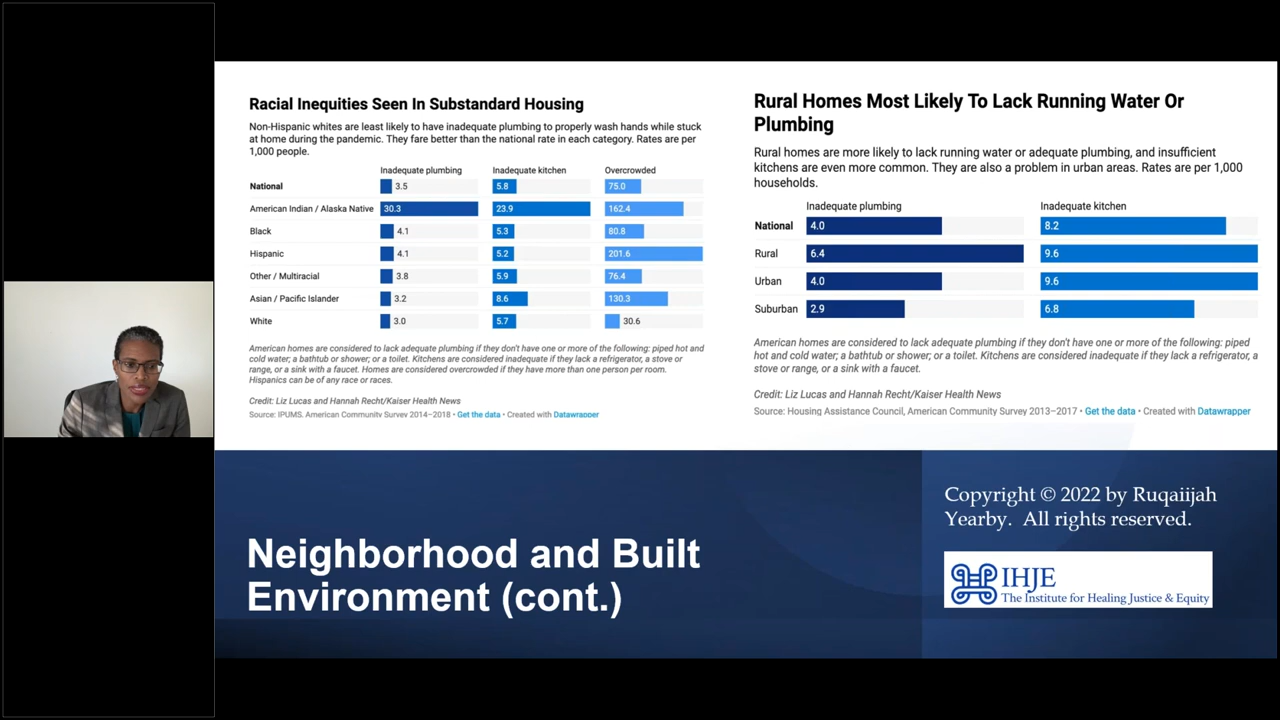 Racial Inequities Seen In Substandard Housing
Non-Hispanic whites are least likely to have inadequate plumbing to properly wash hands while stuck
at home during the pandemic. They fare better than the national rate in each category. Rates are per
1,000 people.
Inadequate plumbing Inadequate kitchen Overcrowded
National 3.5 5.8 75.0
American Indian / Alaska Native 30.3 23.9 162.4
Black 4.1 5.3 80.8
Hispanic 4.1 5.2 201.6
Other / Multiracial 3.8 5.9 76.4
Asian / Pacific Islander 3.2 8.6 130.3
White 3.0 5.7 30.6
American homes are considered to lack adequate plumbing if they don't have one or more of the following: piped hot and
cold water; a bathtub or shower; or a toilet. Kitchens are considered inadequate if they lack a refrigerator, a stove or
range, or a sink with a faucet. Homes are considered overcrowded if they have more than one person per room.
Hispanics can be of any race or races.
Credit: Liz Lucas and Hannah Recht/Kaiser Health News
Source: IPUMS. American Community Survey 2014–2018 • Get the data • Created with Datawrapper
Rural Homes Most Likely To Lack Running Water Or
Plumbing
Rural homes are more likely to lack running water or adequate plumbing, and insufficient
kitchens are even more common. They are also a problem in urban areas. Rates are per 1,000
households.
Inadequate plumbing Inadequate kitchen
National 4.0 8.2
Rural 6.4 9.6
Urban 4.0 9.6
Suburban 2.9 6.8
American homes are considered to lack adequate plumbing if they don't have one or more of the following: piped
hot and cold water; a bathtub or shower; or a toilet. Kitchens are considered inadequate if they lack a refrigerator, a
stove or range, or a sink with a faucet.
Credit: Liz Lucas and Hannah Recht/Kaiser Health News
Source: Housing Assistance Council, American Community Survey 2013–2017 • Get the data • Created with Datawrapper
Neighborhood and Built
Environment (cont.)
Copyright © 2022 by Ruqaiijah
Yearby. All rights reserved.
IHJE
The Institute for Healing Justice & Equity